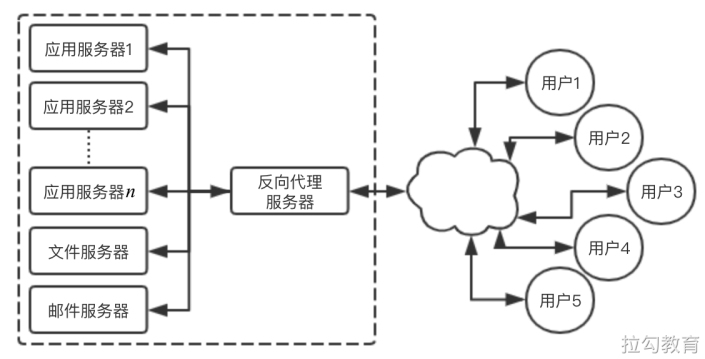 应用服务器1
应用服务器2
应用服务器n
文件服务器
邮件服务器
反向代理
服务器
用户1
用户2
用户3
用户4
用户5
拉勾教育